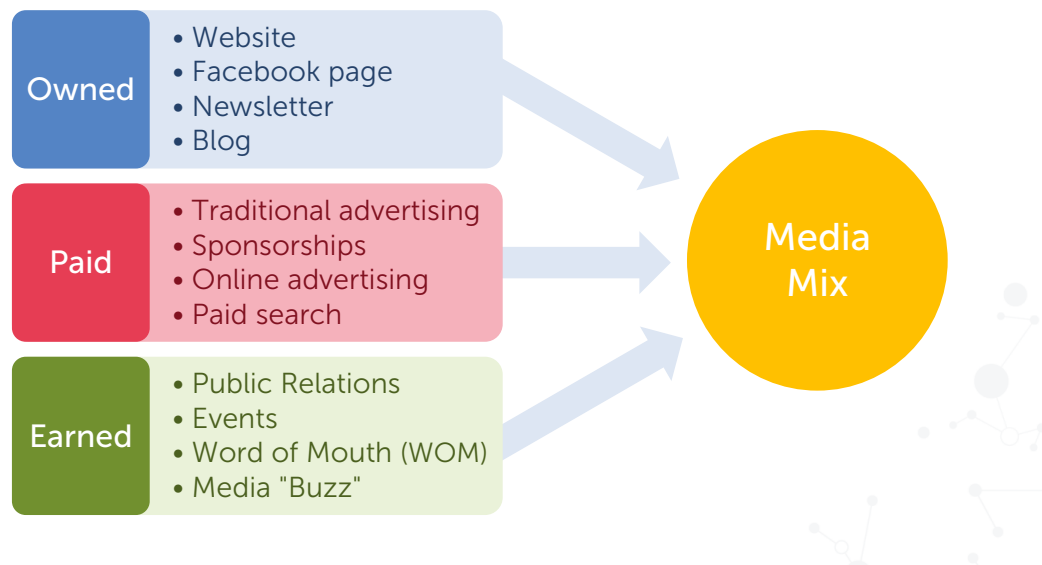 Owned
• Website
• Facebook page
• Newsletter
• Blog
Paid
• Traditional advertising
• Sponsorships
• Online advertising
• Paid search
Earned
• Public Relations
• Events
• Word of Mouth (WOM)
• Media "Buzz"
Media
Mix